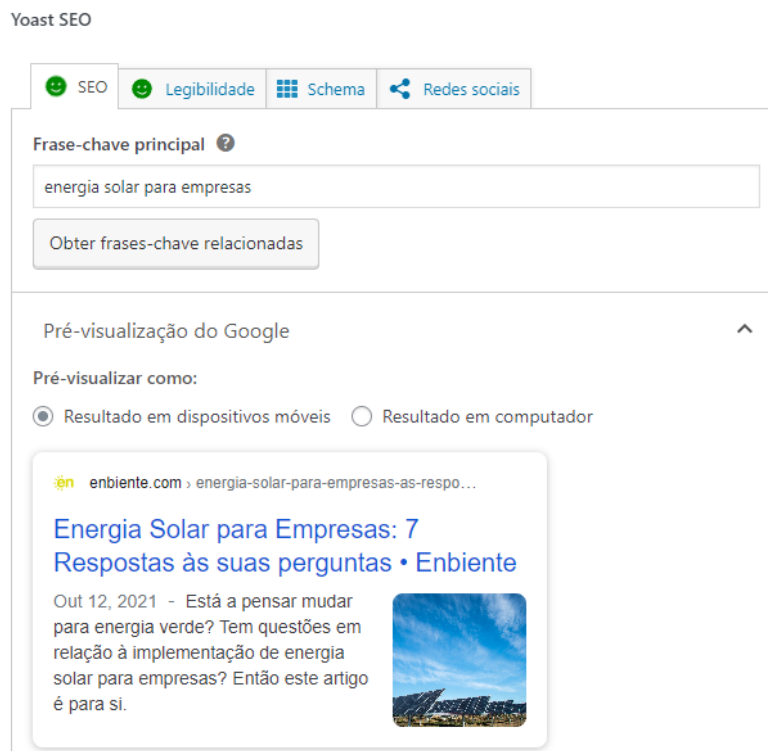 Yoast SEO
SEO
Legibilidade
Schema
Redes sociais
Frase-chave principal ?
energia solar para empresas
Obter frases-chave relacionadas
Pré-visualização do Google
Pré-visualizar como:
Resultado em dispositivos móveis
Resultado em computador
en enbiente.com › energia-solar-para-empresas-as-respo...
Energia Solar para Empresas: 7
Respostas às suas perguntas • Enbiente
Out 12, 2021 - Está a pensar mudar
para energia verde? Tem questões em
relação à implementação de energia
solar para empresas? Então este artigo
é para si.